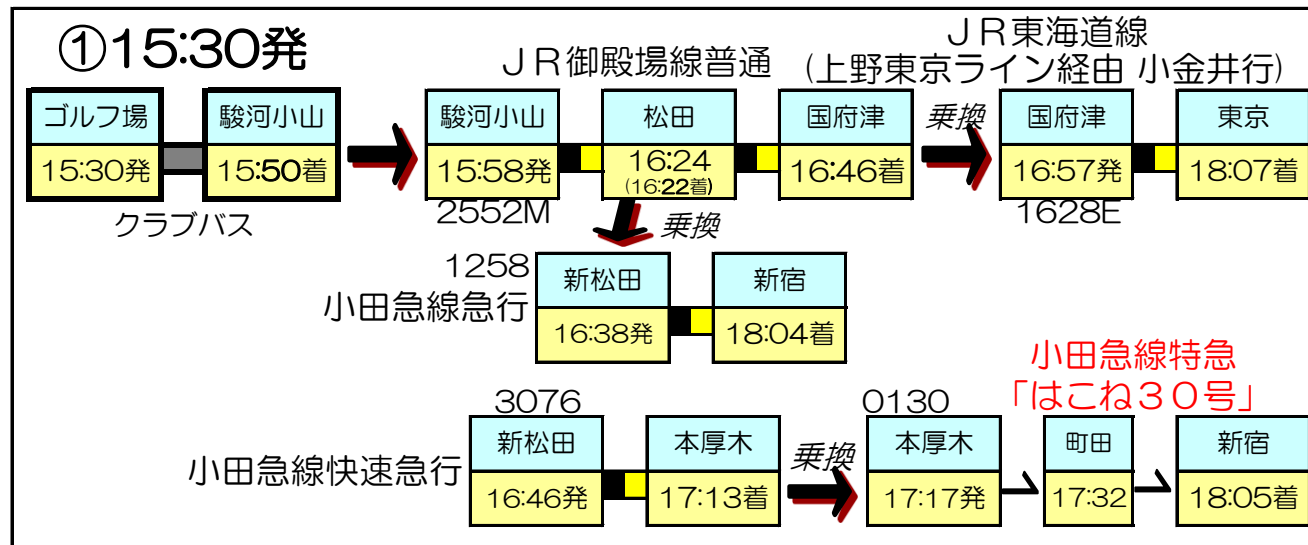 ①15:30発
JR御殿場線普通
JR東海道線
(上野東京ライン経由 小金井行)
ゴルフ場
15:30発
駿河小山
15:50着
クラブバス
駿河小山
15:58発
2552M
松田
16:24
(16:22着)
国府津
16:46着
乗換
国府津
16:57発
1628E
東京
18:07着
乗換
1258
小田急線急行
新松田
16:38発
新宿
18:04着
小田急線特急
「はこね30号」
小田急線快速急行
3076
新松田
16:46発
本厚木
17:13着
乗換
0130
本厚木
17:17発
町田
17:32
新宿
18:05着